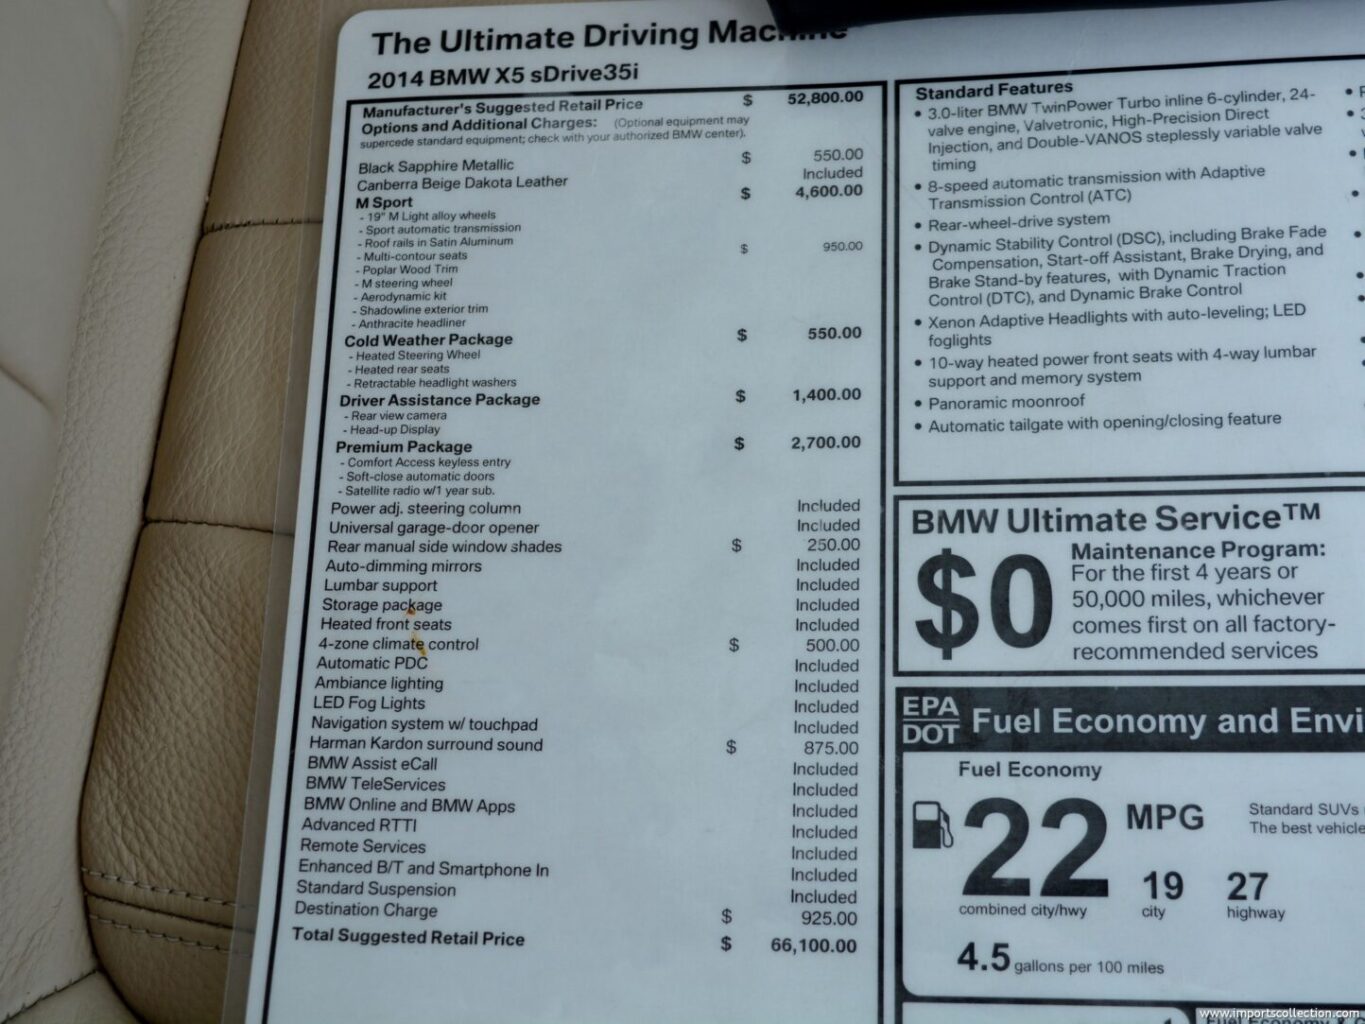 The Ultimate Driving Machine
2014 BMW X5 sDrive35i
Manufacturer's Suggested Retail Price $ 52,800.00
Options and Additional Charges: (Optional equipment may
supercede standard equipment; check with your authorized BMW center).
Black Sapphire Metallic $ 550.00
Canberra Beige Dakota Leather Included
M Sport $ 4,600.00
- 19" M Light alloy wheels
- Sport automatic transmission
- Roof rails in Satin Aluminum
- Multi-contour seats $ 950.00
- Poplar Wood Trim
- M steering wheel
- Aerodynamic kit
- Shadowline exterior trim
- Anthracite headliner
Cold Weather Package $ 550.00
- Heated Steering Wheel
- Heated rear seats
- Retractable headlight washers
Driver Assistance Package $ 1,400.00
- Rear view camera
- Head-up Display
Premium Package $ 2,700.00
- Comfort Access keyless entry
- Soft-close automatic doors
- Satellite radio w/1 year sub.
Power adj. steering column Included
Universal garage-door opener Included
Rear manual side window shades $ 250.00
Auto-dimming mirrors Included
Lumbar support Included
Storage package Included
Heated front seats Included
4-zone climate control $ 500.00
Automatic PDC Included
Ambiance lighting Included
LED Fog Lights Included
Navigation system w/ touchpad Included
Harman Kardon surround sound $ 875.00
BMW Assist eCall Included
BMW TeleServices Included
BMW Online and BMW Apps Included
Advanced RTTI Included
Remote Services Included
Enhanced B/T and Smartphone In Included
Standard Suspension Included
Destination Charge $ 925.00
Total Suggested Retail Price $ 66,100.00
Standard Features
• 3.0-liter BMW TwinPower Turbo inline 6-cylinder, 24-
valve engine, Valvetronic, High-Precision Direct
Injection, and Double-VANOS steplessly variable valve
timing
• 8-speed automatic transmission with Adaptive
Transmission Control (ATC)
• Rear-wheel-drive system
• Dynamic Stability Control (DSC), including Brake Fade
Compensation, Start-off Assistant, Brake Drying, and
Brake Stand-by features, with Dynamic Traction
Control (DTC), and Dynamic Brake Control
• Xenon Adaptive Headlights with auto-leveling; LED
foglights
• 10-way heated power front seats with 4-way lumbar
support and memory system
• Panoramic moonroof
• Automatic tailgate with opening/closing feature
BMW Ultimate Service™
$0
Maintenance Program:
For the first 4 years or
50,000 miles, whichever
comes first on all factory-
recommended services
EPA
DOT
Fuel Economy and Envi
Fuel Economy
22 MPG
combined city/hwy
19
city
27
highway
Standard SUVs
The best vehicle
4.5 gallons per 100 miles
www.importscollection.com